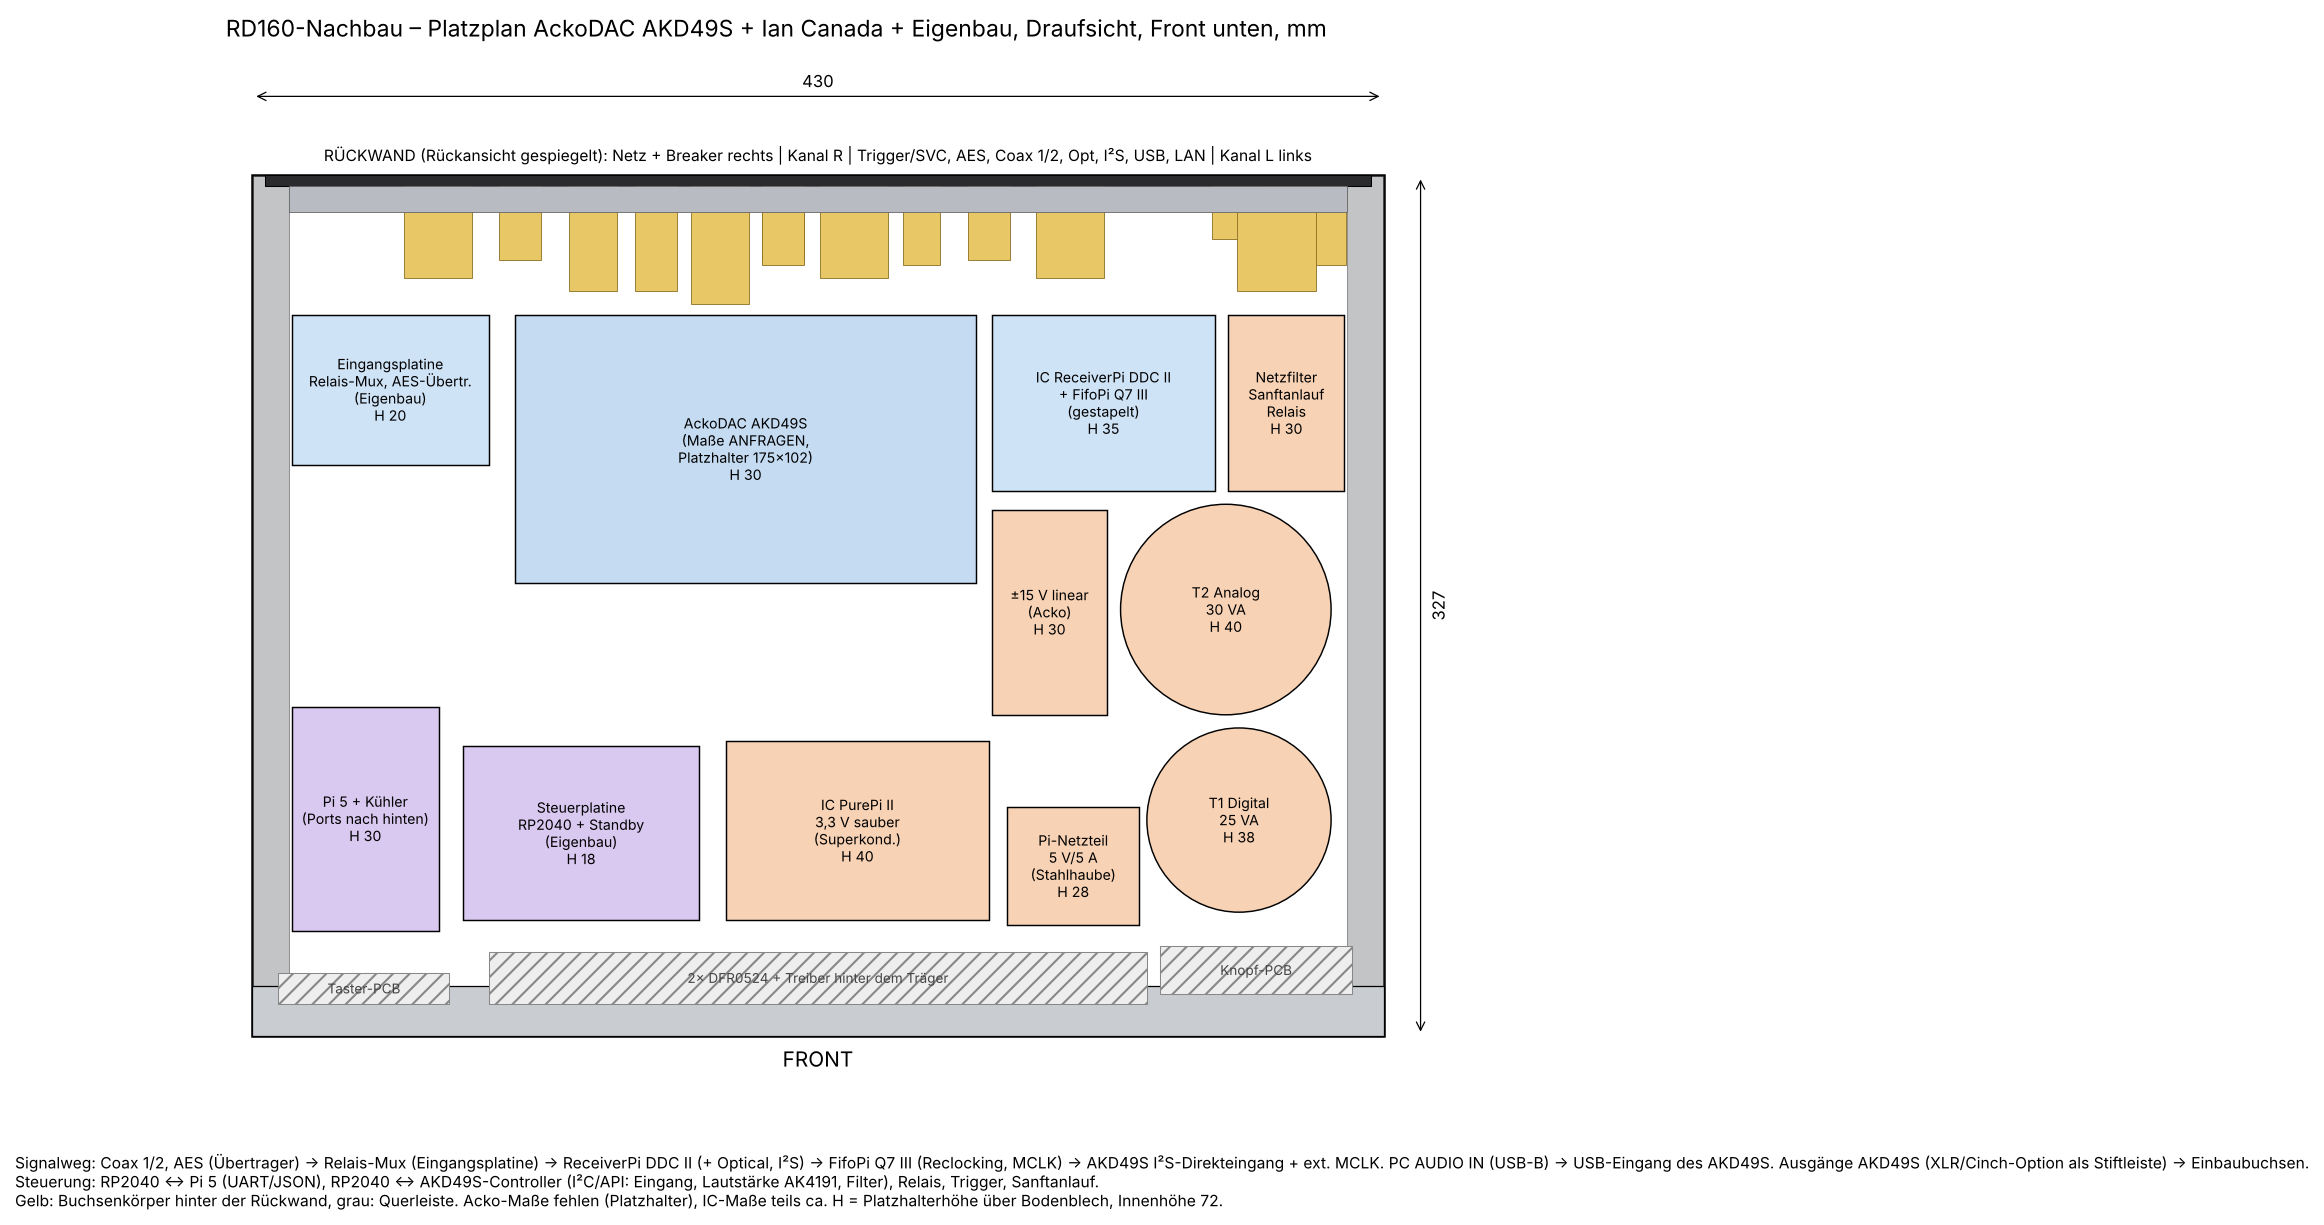 RD160-Nachbau – Platzplan AckoDAC AKD49S + Ian Canada + Eigenbau, Draufsicht, Front unten, mm
430
RÜCKWAND (Rückansicht gespiegelt): Netz + Breaker rechts | Kanal R | Trigger/SVC, AES, Coax 1/2, Opt, I²S, USB, LAN | Kanal L links
Eingangsplatine
Relais-Mux, AES-Übertr.
(Eigenbau)
H 20
AckoDAC AKD49S
(Maße ANFRAGEN,
Platzhalter 175×102)
H 30
IC ReceiverPi DDC II
+ FifoPi Q7 III
(gestapelt)
H 35
Netzfilter
Sanftanlauf
Relais
H 30
±15 V linear
(Acko)
H 30
T2 Analog
30 VA
H 40
327
Pi 5 + Kühler
(Ports nach hinten)
H 30
Steuerplatine
RP2040 + Standby
(Eigenbau)
H 18
IC PurePi II
3,3 V sauber
(Superkond.)
H 40
Pi-Netzteil
5 V/5 A
(Stahlhaube)
H 28
T1 Digital
25 VA
H 38
Taster-PCB
2× DFR0524 + Treiber hinter dem Träger
Knopf-PCB
FRONT
Signalweg: Coax 1/2, AES (Übertrager) → Relais-Mux (Eingangsplatine) → ReceiverPi DDC II (+ Optical, I²S) → FifoPi Q7 III (Reclocking, MCLK) → AKD49S I²S-Direkteingang + ext. MCLK. PC AUDIO IN (USB-B) → USB-Eingang des AKD49S. Ausgänge AKD49S (XLR/Cinch-Option als Stiftleiste) → Einbaubuchsen.
Steuerung: RP2040 ↔ Pi 5 (UART/JSON), RP2040 ↔ AKD49S-Controller (I²C/API: Eingang, Lautstärke AK4191, Filter), Relais, Trigger, Sanftanlauf.
Gelb: Buchsenkörper hinter der Rückwand, grau: Querleiste. Acko-Maße fehlen (Platzhalter), IC-Maße teils ca. H = Platzhalterhöhe über Bodenblech, Innenhöhe 72.